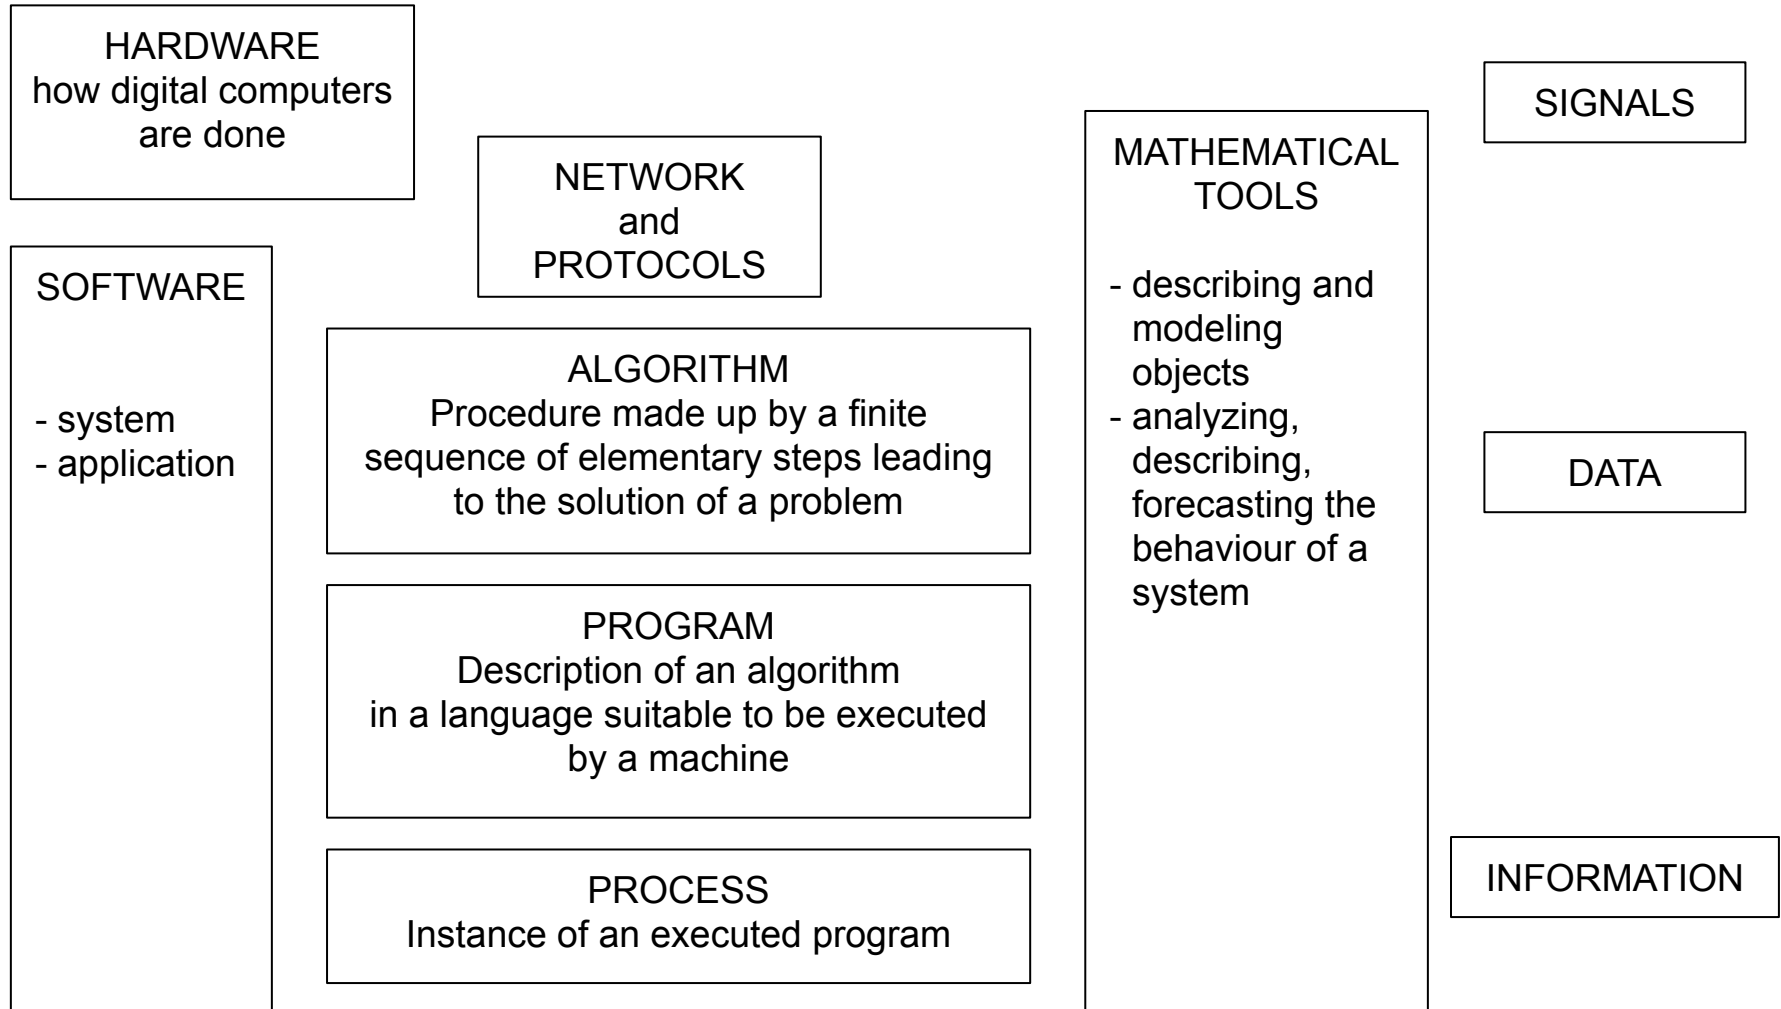 HARDWARE
how digital computers
are done
SOFTWARE
- system
- application
NETWORK
and
PROTOCOLS
ALGORITHM
Procedure made up by a finite
sequence of elementary steps leading
to the solution of a problem
PROGRAM
Description of an algorithm
in a language suitable to be executed
by a machine
PROCESS
Instance of an executed program
MATHEMATICAL
TOOLS
- describing and
modeling
objects
- analyzing,
describing,
forecasting the
behaviour of a
system
SIGNALS
DATA
INFORMATION